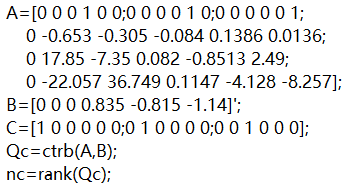 A=[0 0 0 1 0 0;0 0 0 0 1 0;0 0 0 0 0 1;
0 -0.653 -0.305 -0.084 0.1386 0.0136;
0 17.85 -7.35 0.082 -0.8513 2.49;
0 -22.057 36.749 0.1147 -4.128 -8.257];
B=[0 0 0 0.835 -0.815 -1.14]';
C=[1 0 0 0 0 0;0 1 0 0 0 0;0 0 1 0 0 0];
Qc=ctrb(A,B);
nc=rank(Qc);